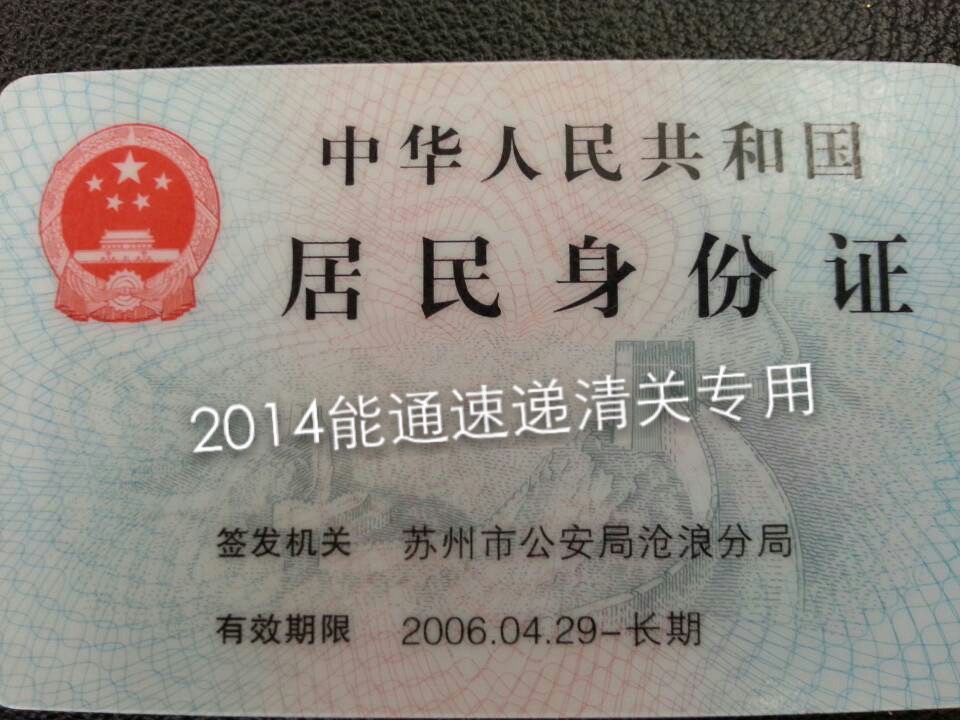 中华人民共和国
居民身份证
2014能通速递清关专用
签发机关 苏州市公安局沧浪分局
有效期限 2006.04.29-长期